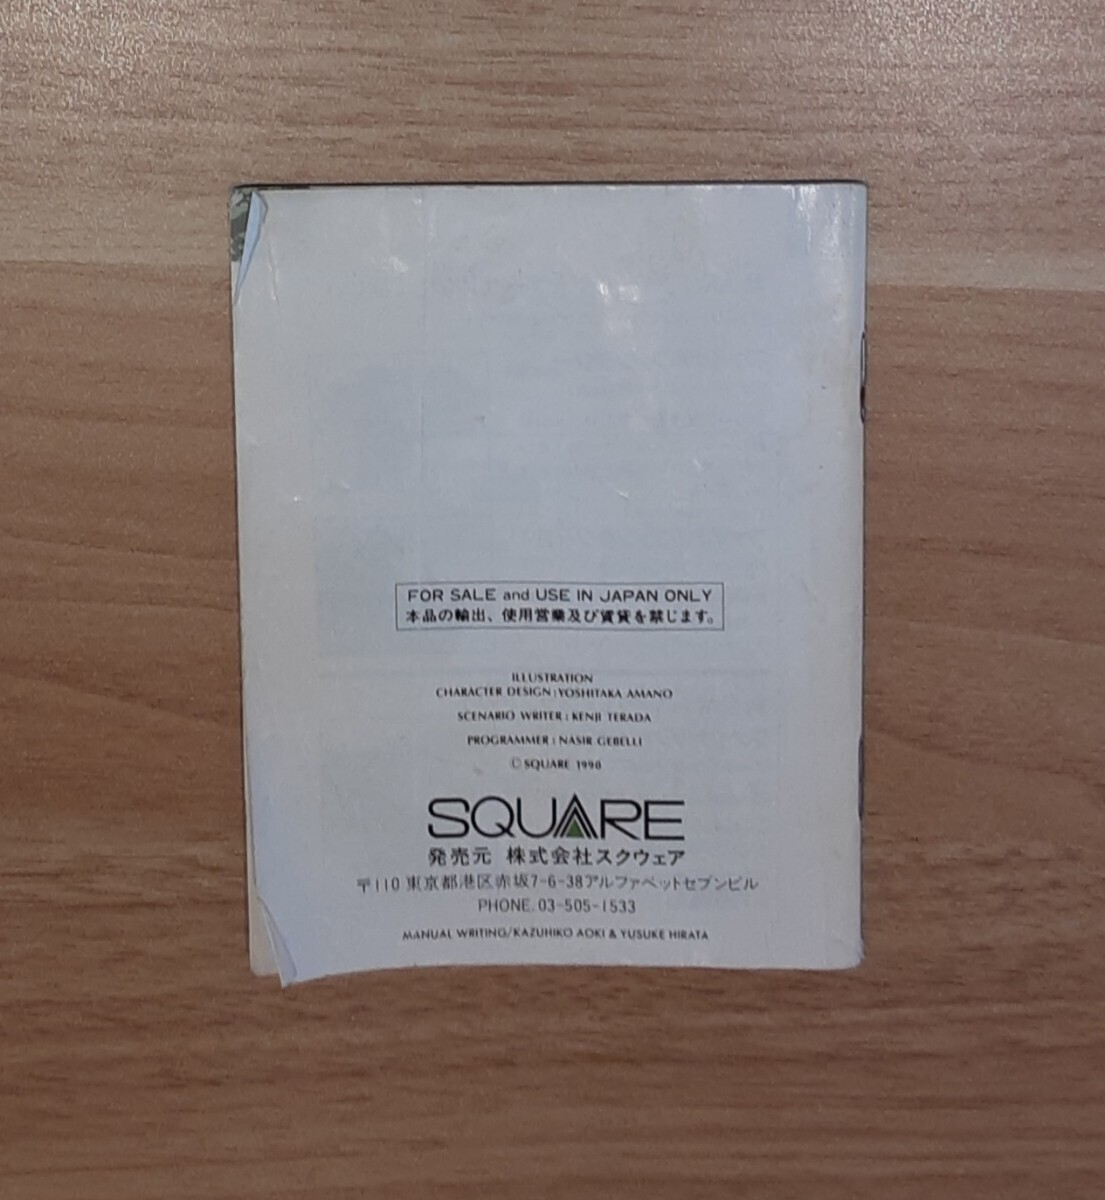 FOR SALE and USE IN JAPAN ONLY
本品の輸出、使用営業及び賃貸を禁じます。
ILLUSTRATION
CHARACTER DESIGN : YOSHITAKA AMANO
SCENARIO WRITER : KENJI TERADA
PROGRAMMER : NASIR GEBELLI
© SQUARE 1990
SQUARE
発売元 株式会社スクウェア
〒110 東京都港区赤坂7-6-38アルファベットセブンビル
PHONE. 03-505-1533
MANUAL WRITING/KAZUHIKO AOKI & YUSUKE HIRATA